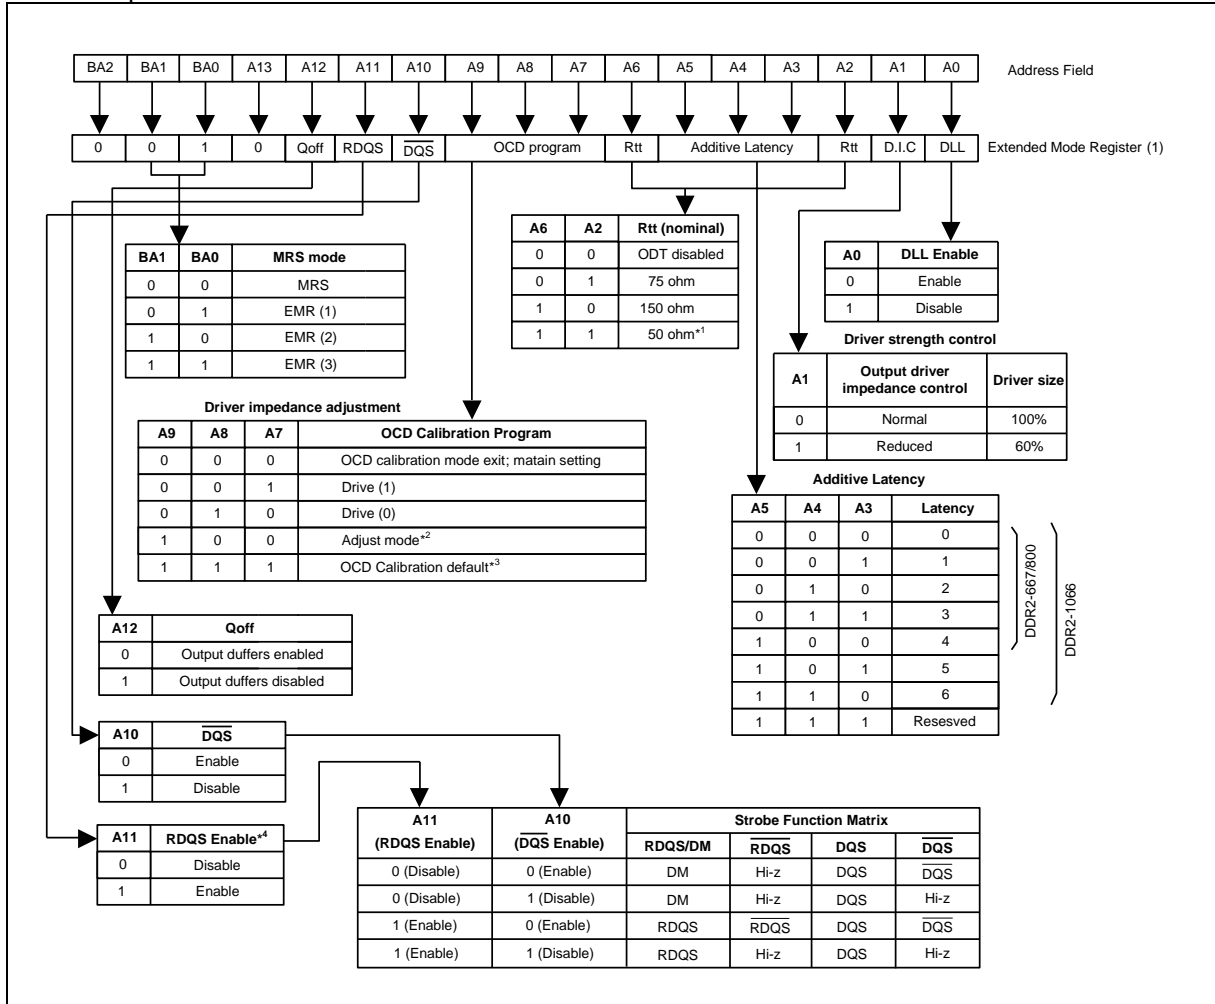 BA2 BA1 BA0 A13 A12 A11 A10 A9 A8 A7 A6 A5 A4 A3 A2 A1 A0 Address Field
0 0 1 0 Qoff RDQS D̅Q̅S̅ OCD program Rtt Additive Latency Rtt D.I.C DLL Extended Mode Register (1)
BA1 BA0 MRS mode
0 0 MRS
0 1 EMR (1)
1 0 EMR (2)
1 1 EMR (3)
A6 A2 Rtt (nominal)
0 0 ODT disabled
0 1 75 ohm
1 0 150 ohm
1 1 50 ohm*1
A0 DLL Enable
0 Enable
1 Disable
Driver strength control
A1 Output driver impedance control Driver size
0 Normal 100%
1 Reduced 60%
Driver impedance adjustment
A9 A8 A7 OCD Calibration Program
0 0 0 OCD calibration mode exit; matain setting
0 0 1 Drive (1)
0 1 0 Drive (0)
1 0 0 Adjust mode*2
1 1 1 OCD Calibration default*3
Additive Latency
A5 A4 A3 Latency
0 0 0 0
0 0 1 1
0 1 0 2
0 1 1 3
1 0 0 4
1 0 1 5
1 1 0 6
1 1 1 Resesved
DDR2-667/800
DDR2-1066
A12 Qoff
0 Output duffers enabled
1 Output duffers disabled
A10 D̅Q̅S̅
0 Enable
1 Disable
A11 RDQS Enable*4
0 Disable
1 Enable
A11 (RDQS Enable) A10 (D̅Q̅S̅ Enable) Strobe Function Matrix
RDQS/DM R̅D̅Q̅S̅ DQS D̅Q̅S̅
0 (Disable) 0 (Enable) DM Hi-z DQS D̅Q̅S̅
0 (Disable) 1 (Disable) DM Hi-z DQS Hi-z
1 (Enable) 0 (Enable) RDQS R̅D̅Q̅S̅ DQS D̅Q̅S̅
1 (Enable) 1 (Disable) RDQS Hi-z DQS Hi-z